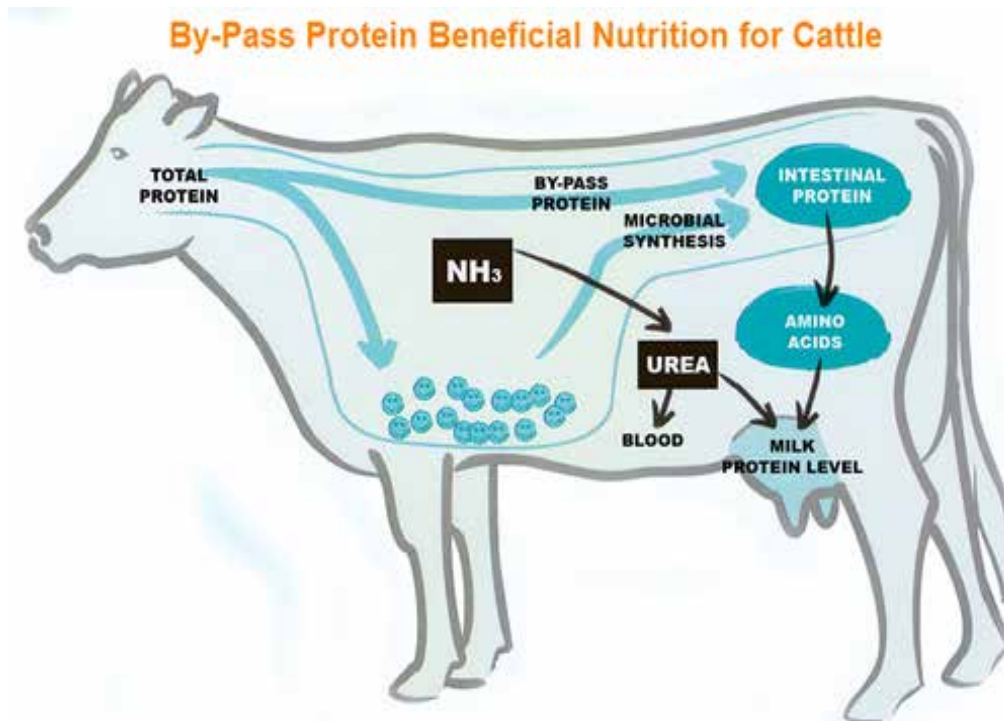 By-Pass Protein Beneficial Nutrition for Cattle
TOTAL
PROTEIN
BY-PASS
PROTEIN
INTESTINAL
PROTEIN
MICROBIAL
SYNTHESIS
NH₃
AMINO
ACIDS
UREA
BLOOD
MILK
PROTEIN LEVEL